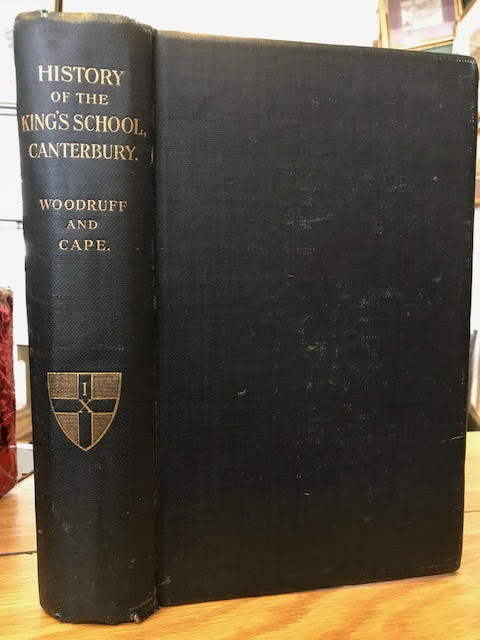 HISTORY
OF THE
KING'S SCHOOL,
CANTERBURY.
WOODRUFF
AND
CAPE.
I
X